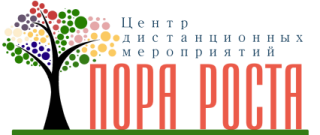 Центр
дистанционных
мероприятий
ПОРА РОСТА